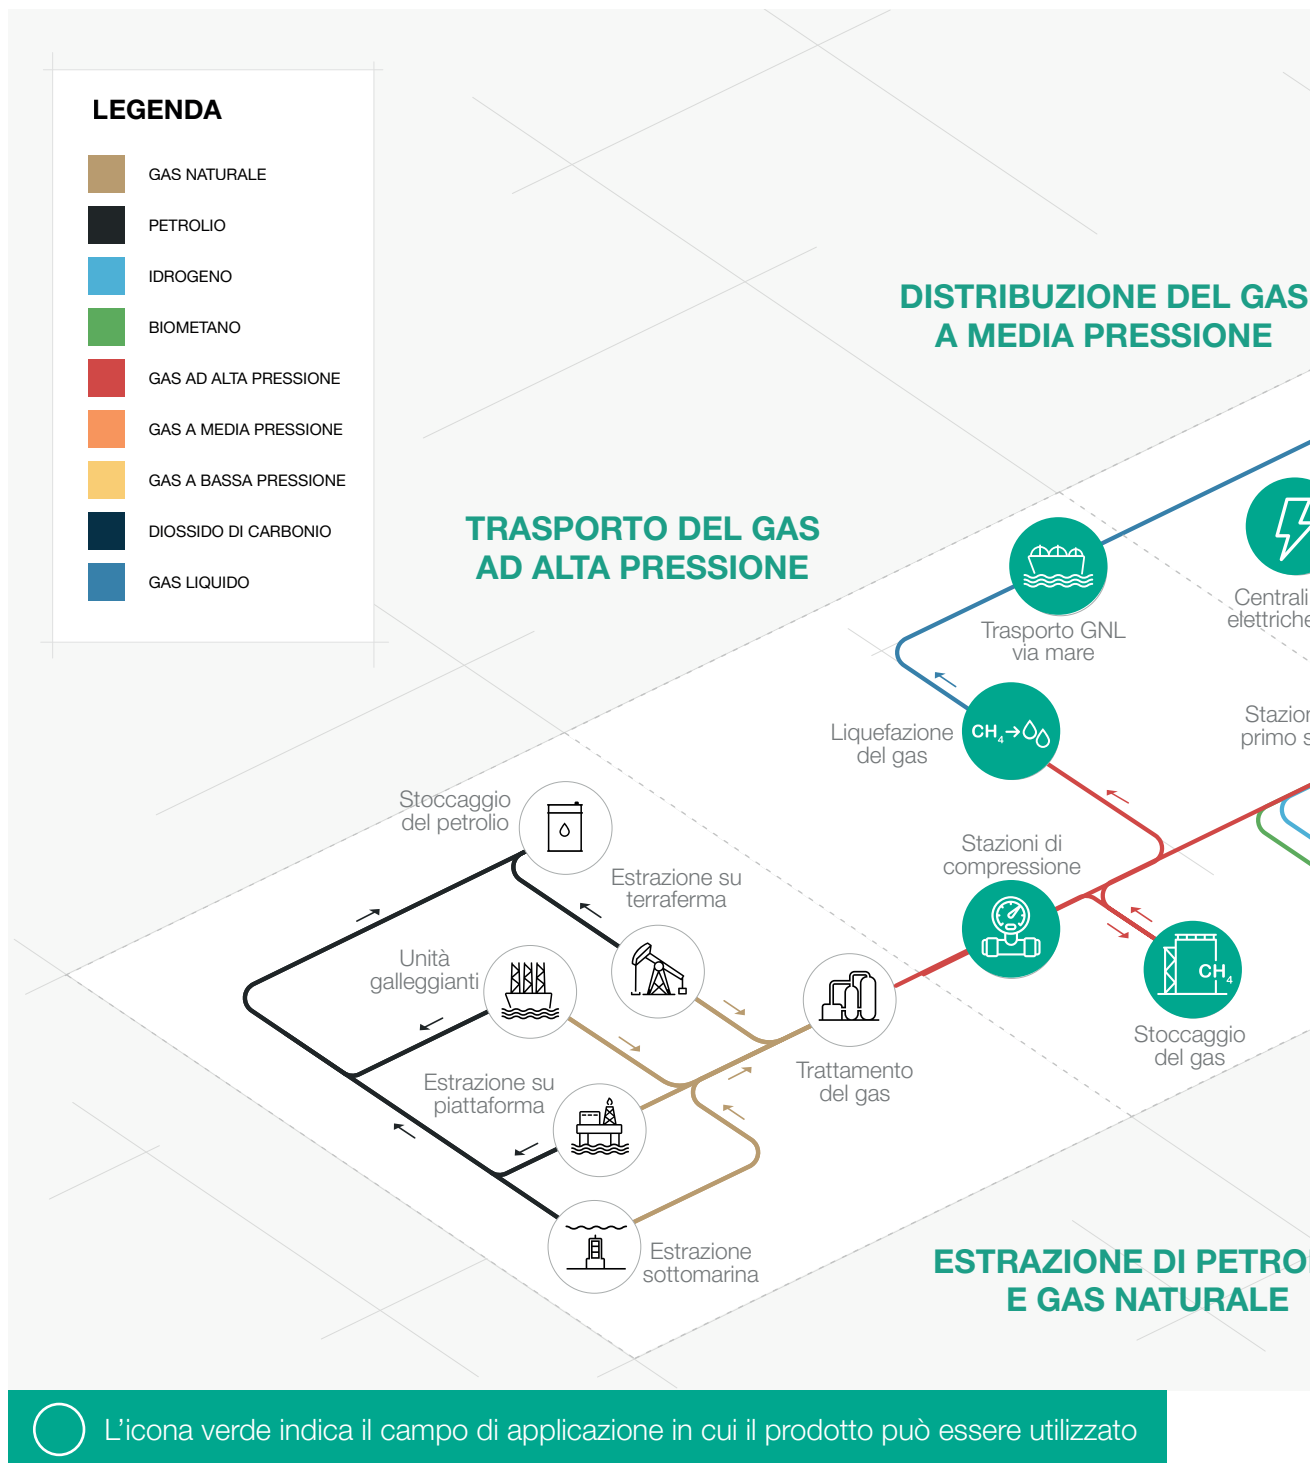 LEGENDA
GAS NATURALE
PETROLIO
IDROGENO
BIOMETANO
GAS AD ALTA PRESSIONE
GAS A MEDIA PRESSIONE
GAS A BASSA PRESSIONE
DIOSSIDO DI CARBONIO
GAS LIQUIDO
DISTRIBUZIONE DEL GAS
A MEDIA PRESSIONE
TRASPORTO DEL GAS
AD ALTA PRESSIONE
Centrali
elettriche
Trasporto GNL
via mare
Liquefazione
del gas
CH₄→
primo
Stoccaggio
del petrolio
Stazioni di
compressione
Estrazione su
terraferma
Unità
galleggianti
CH₄
Stoccaggio
del gas
Trattamento
del gas
Estrazione su
piattaforma
Estrazione
sottomarina
ESTRAZIONE DI
E GAS NATURALE
L'icona verde indica il campo di applicazione in cui il prodotto può essere utilizzato